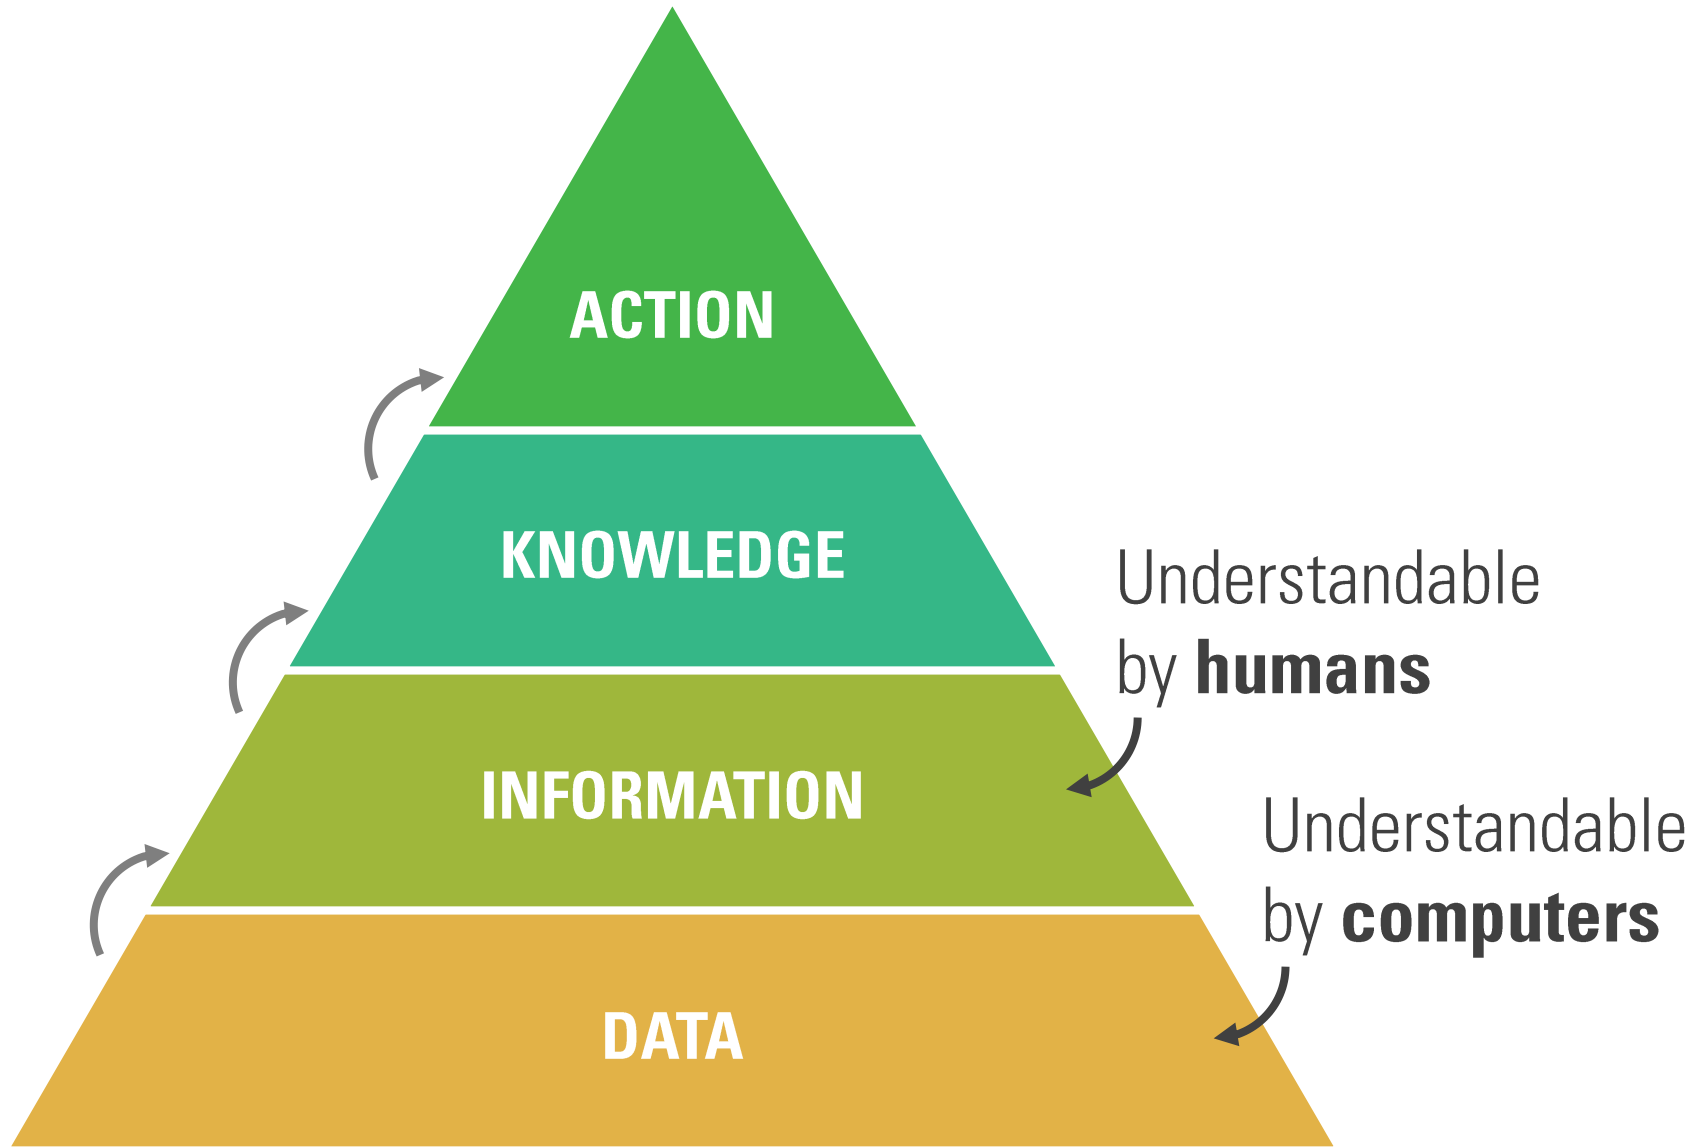 ACTION
KNOWLEDGE
Understandable
by humans
INFORMATION
Understandable
by computers
DATA